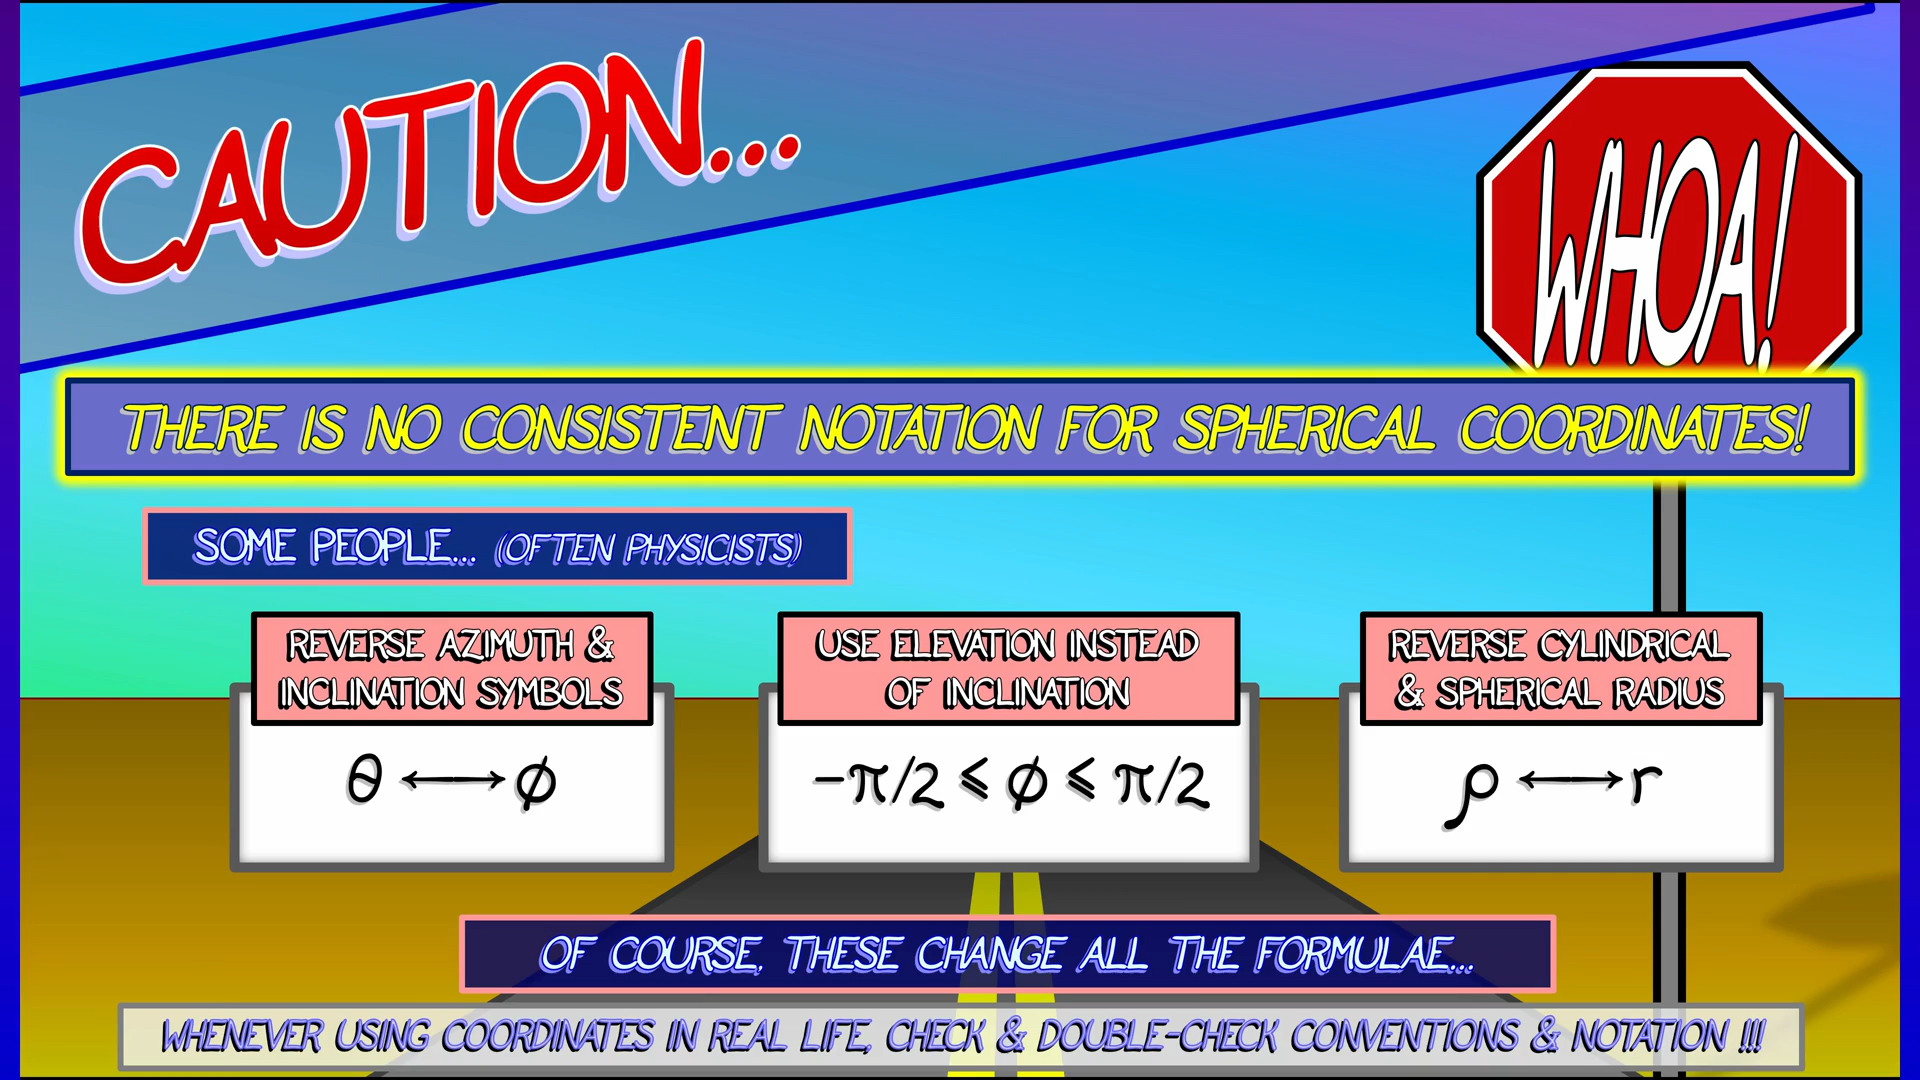 CAUTION...
WHOA!
THERE IS NO CONSISTENT NOTATION FOR SPHERICAL COORDINATES!
SOME PEOPLE... (OFTEN PHYSICISTS)
REVERSE AZIMUTH &
INCLINATION SYMBOLS
θ ⟷ ϕ
USE ELEVATION INSTEAD
OF INCLINATION
-π/2 ⩽ ϕ ⩽ π/2
REVERSE CYLINDRICAL
& SPHERICAL RADIUS
ρ ⟷ r
OF COURSE, THESE CHANGE ALL THE FORMULAE...
WHENEVER USING COORDINATES IN REAL LIFE, CHECK & DOUBLE-CHECK CONVENTIONS & NOTATION !!!